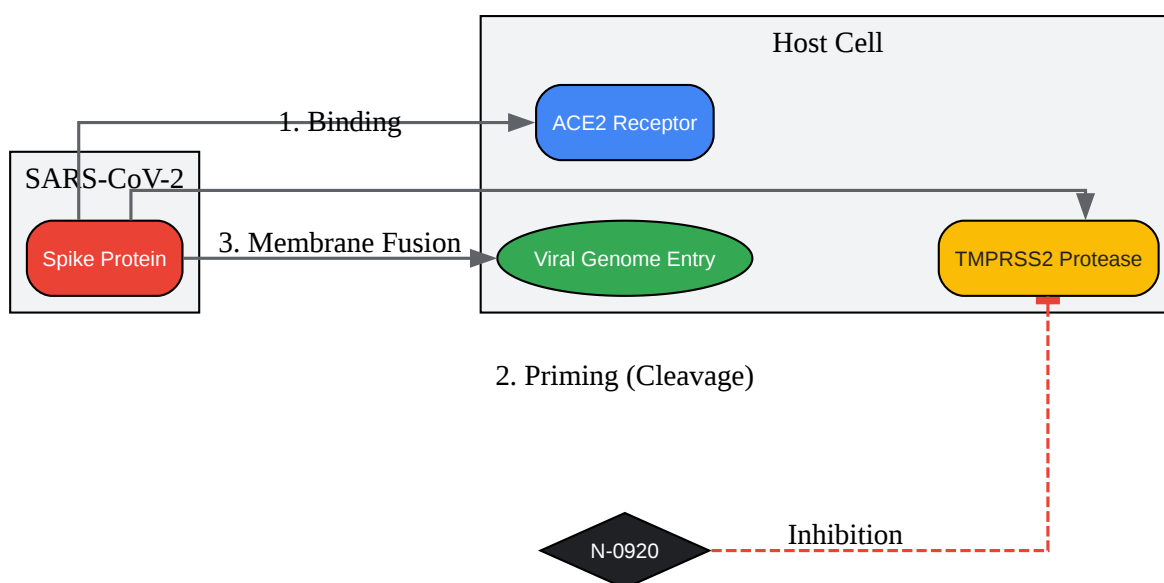 Host Cell
ACE2 Receptor
1. Binding
SARS-CoV-2
Spike Protein
3. Membrane Fusion
Viral Genome Entry
TMPRSS2 Protease
2. Priming (Cleavage)
Inhibition
N-0920